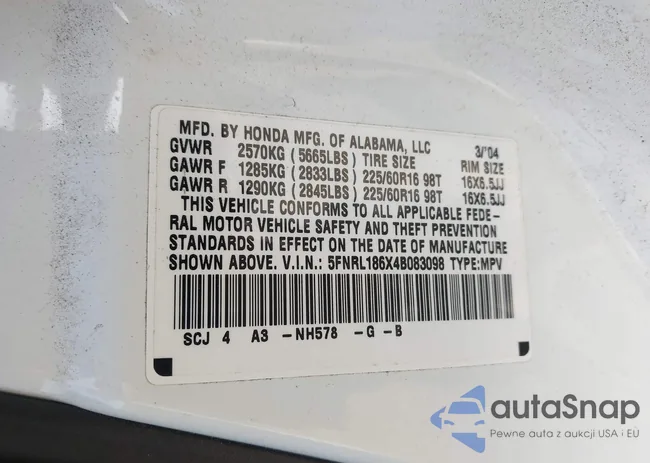 MFD. BY HONDA MFG. OF ALABAMA, LLC 3/'04
GVWR 2570KG (5665LBS) TIRE SIZE RIM SIZE
GAWR F 1285KG (2833LBS) 225/60R16 98T 16X6.5JJ
GAWR R 1290KG (2845LBS) 225/60R16 98T 16X6.5JJ
THIS VEHICLE CONFORMS TO ALL APPLICABLE FEDE-
RAL MOTOR VEHICLE SAFETY AND THEFT PREVENTION
STANDARDS IN EFFECT ON THE DATE OF MANUFACTURE
SHOWN ABOVE. V.I.N.: 5FNRL186X4B083098 TYPE:MPV
SCJ 4 A3 -NH578 -G -B
autaSnap
Pewne auta z aukcji USA i EU